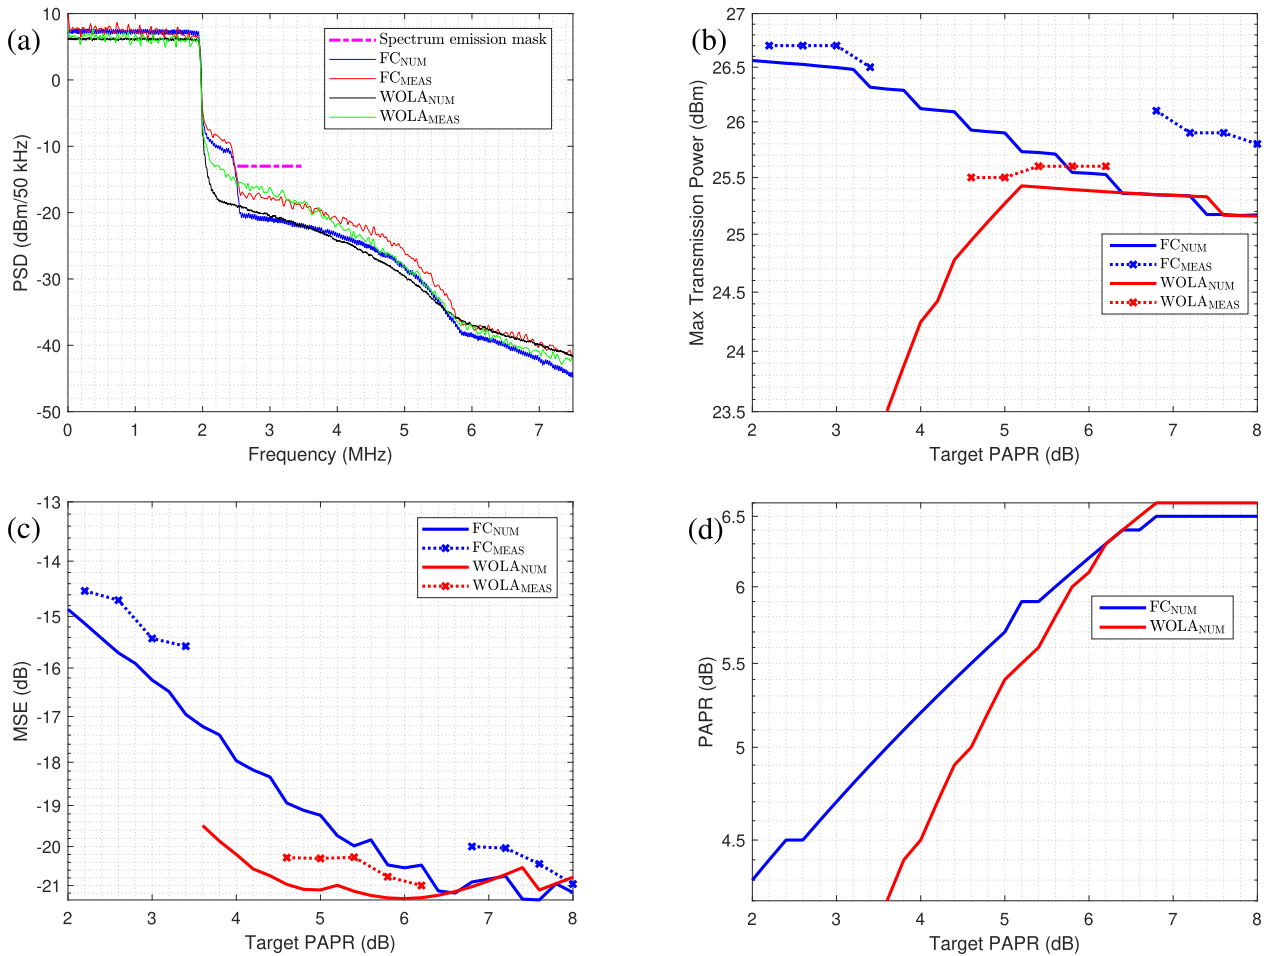 (a)
10
0
-10
-20
-30
-40
-50
PSD (dBm/50 kHz)
Spectrum emission mask
FC_NUM
FC_MEAS
WOLA_NUM
WOLA_MEAS
0 1 2 3 4 5 6 7
Frequency (MHz)
(b)
27
26.5
26
25.5
25
24.5
24
23.5
Max Transmission Power (dBm)
FC_NUM
FC_MEAS
WOLA_NUM
WOLA_MEAS
2 3 4 5 6 7 8
Target PAPR (dB)
(c)
-13
-14
-15
-16
-17
-18
-19
-20
-21
MSE (dB)
FC_NUM
FC_MEAS
WOLA_NUM
WOLA_MEAS
2 3 4 5 6 7 8
Target PAPR (dB)
(d)
6.5
6
5.5
5
4.5
PAPR (dB)
FC_NUM
WOLA_NUM
2 3 4 5 6 7 8
Target PAPR (dB)